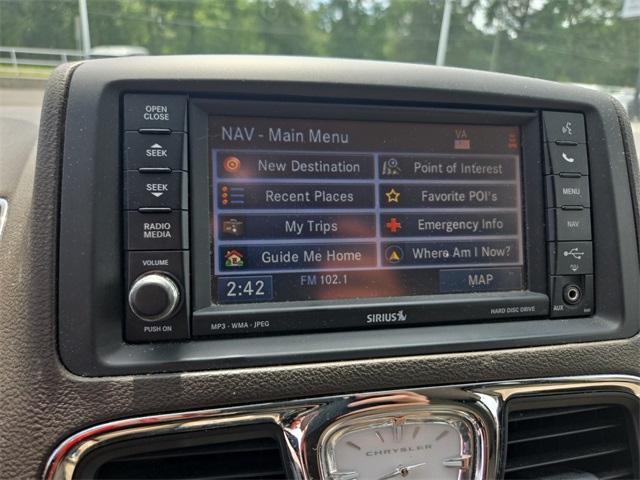 OPEN
CLOSE
SEEK
SEEK
RADIO
MEDIA
VOLUME
PUSH ON
NAV - Main Menu
VA
New Destination
Point of Interest
Recent Places
Favorite POI's
My Trips
Emergency Info
Guide Me Home
Where Am I Now?
2:42
FM 102.1
MAP
MP3 - WMA - JPEG
SIRIUS
HARD DISC DRIVE
MENU
NAV
AUX
CHRYSLER